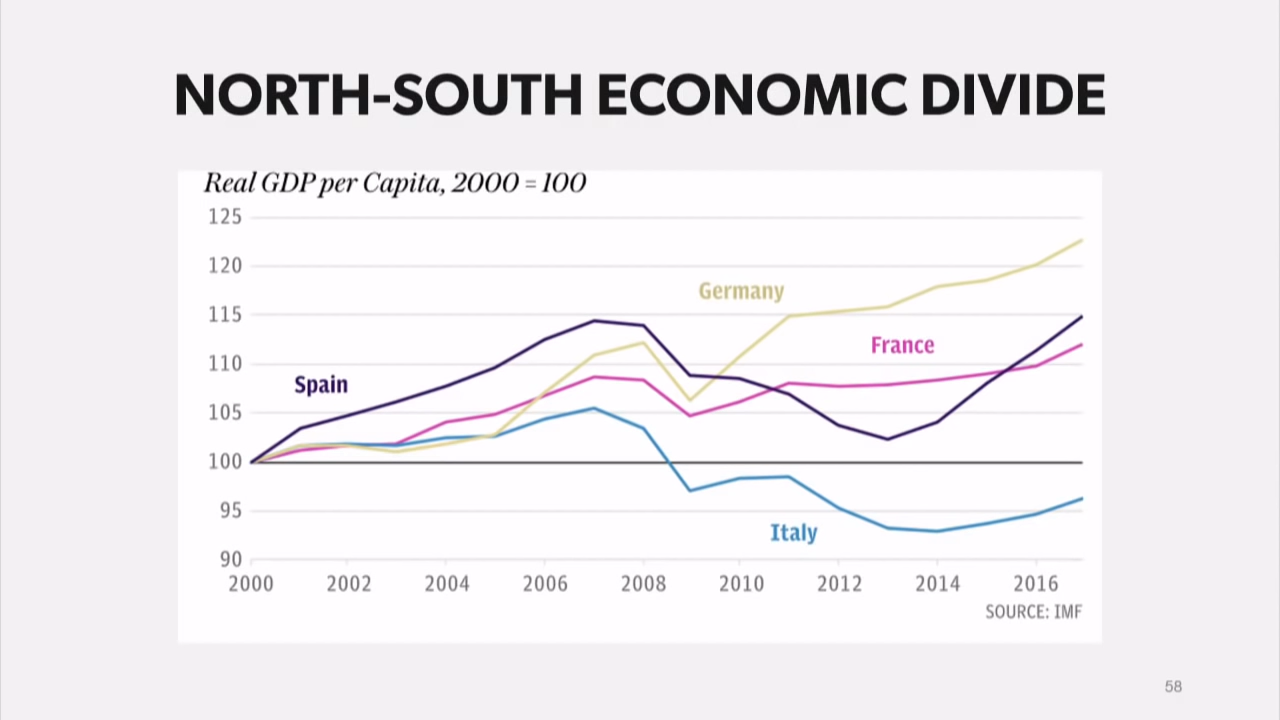 NORTH-SOUTH ECONOMIC DIVIDE
Real GDP per Capita, 2000 = 100
125
120
Germany
115
France
110
Spain
105
100
95
Italy
90
2000 2002 2004 2006 2008 2010 2012 2014 2016
SOURCE: IMF
58